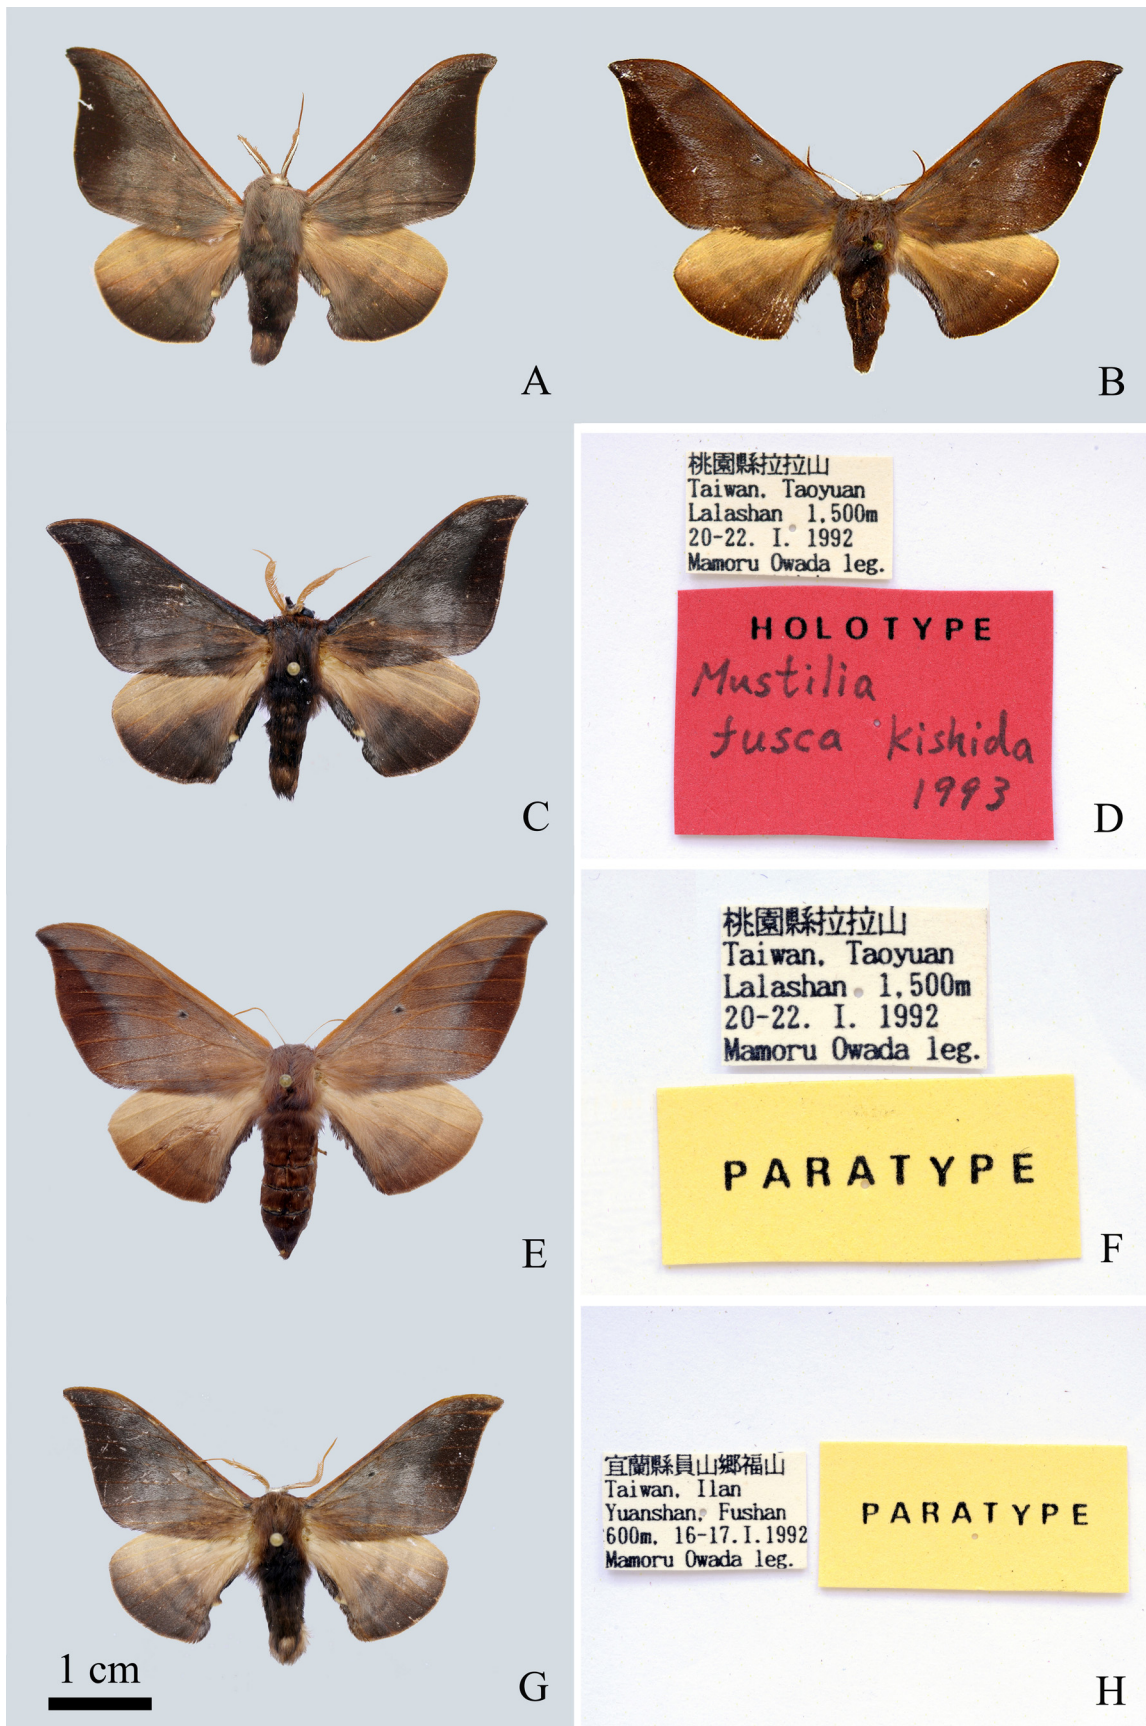 A
B
C
桃園縣拉拉山
Taiwan, Taoyuan
Lalashan 1,500m
20-22. I. 1992
Mamoru Owada leg.
HOLOTYPE
Mustilia
fusca Kishida
1993
D
E
桃園縣拉拉山
Taiwan, Taoyuan
Lalashan 1,500m
20-22. I. 1992
Mamoru Owada leg.
PARATYPE
F
1 cm
G
宜蘭縣員山鄉福山
Taiwan, Ilan
Yuanshan, Fushan
600m, 16-17.I.1992
Mamoru Owada leg.
PARATYPE
H